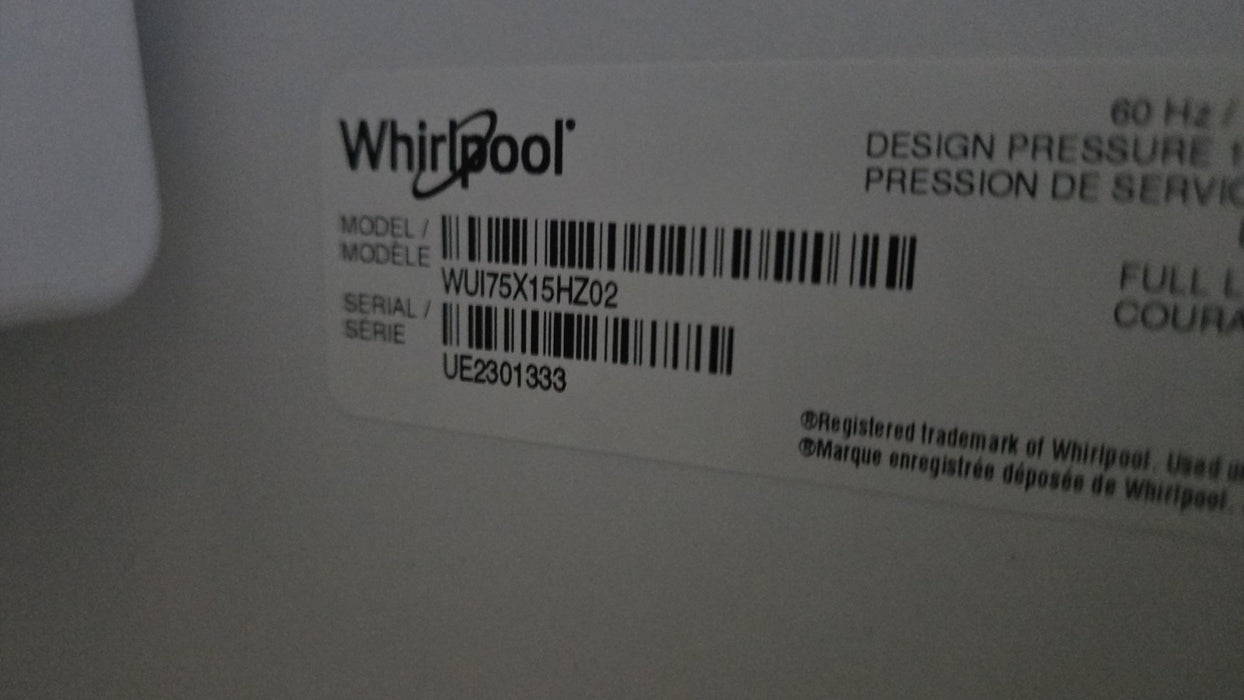 Whirlpool®
MODEL /
MODÈLE
WUI75X15HZ02
SERIAL /
SÉRIE
UE2301333
60 Hz /
DESIGN PRESSURE 1
PRESSION DE SERVIC
FULL L
COURA
®Registered trademark of Whirlpool. Used u
®Marque enregistrée déposée de Whirlpool.